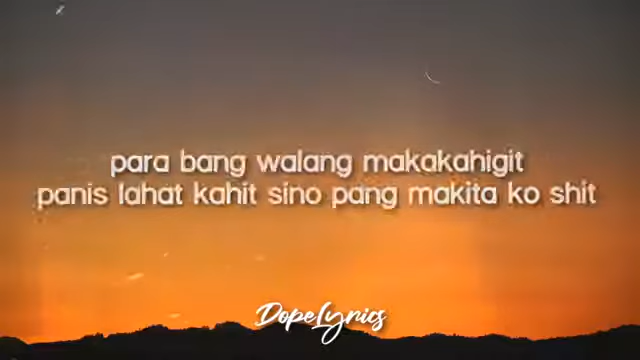 para bang walang makakahigit
panis lahat kahit sino pang makita ko shit
DopeLyrics